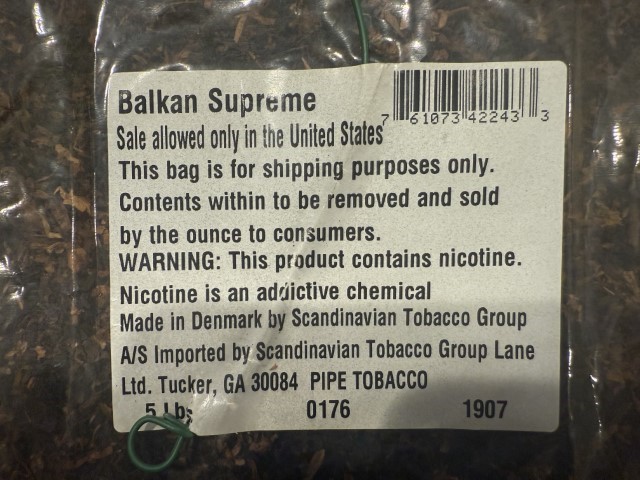 Balkan Supreme
7 61073 42243 3
Sale allowed only in the United States
This bag is for shipping purposes only.
Contents within to be removed and sold
by the ounce to consumers.
WARNING: This product contains nicotine.
Nicotine is an addictive chemical
Made in Denmark by Scandinavian Tobacco Group
A/S Imported by Scandinavian Tobacco Group Lane
Ltd. Tucker, GA 30084 PIPE TOBACCO
5 Lbs 0176 1907